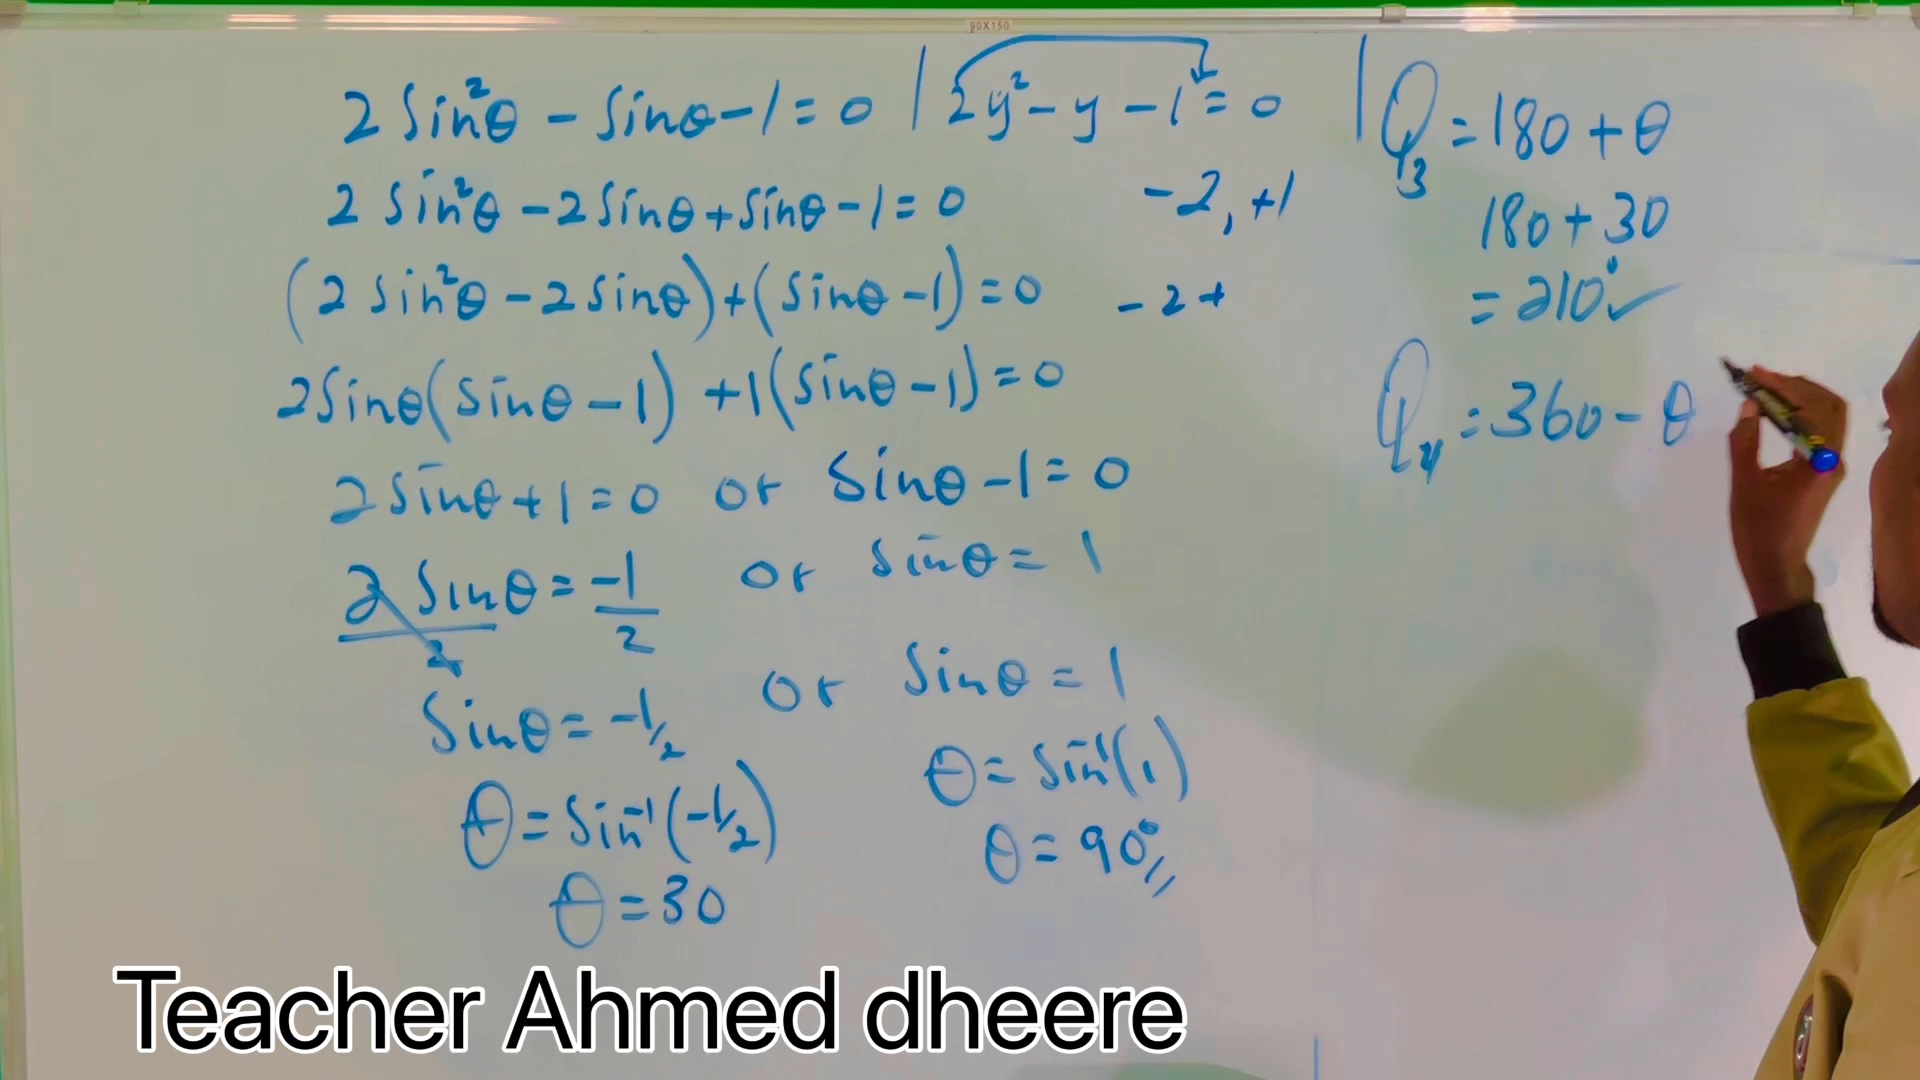 90X150
2 Sin²θ - Sinθ - 1 = 0 | 2y² - y - 1 = 0
2 Sin²θ - 2 Sinθ + Sinθ - 1 = 0
-2, +1
(2 Sin²θ - 2 Sinθ) + (Sinθ - 1) = 0
-2 +
2 Sinθ(Sinθ - 1) + 1(Sinθ - 1) = 0
2 Sinθ + 1 = 0 or Sinθ - 1 = 0
2 Sinθ/2 = -1/2 or Sinθ = 1
Sinθ = -1/2 or Sinθ = 1
θ = Sin⁻¹(-1/2)
θ = 30
θ = Sin⁻¹(1)
θ = 90°
Q₃ = 180 + θ
180 + 30
= 210° ✓
Q₄ = 360 - θ
Teacher Ahmed dheere